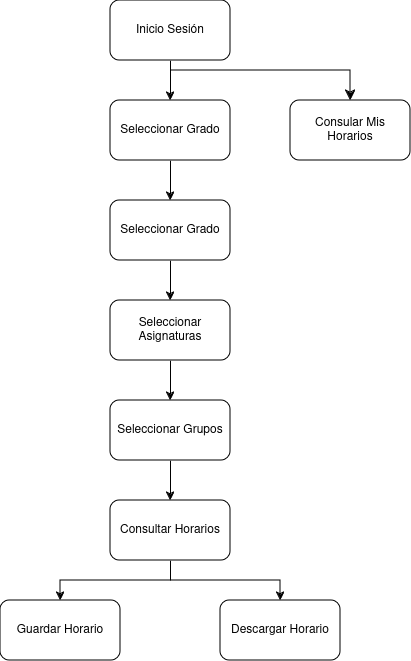 Inicio Sesión
Seleccionar Grado
Consular Mis
Horarios
Seleccionar Grado
Seleccionar
Asignaturas
Seleccionar Grupos
Consultar Horarios
Guardar Horario
Descargar Horario